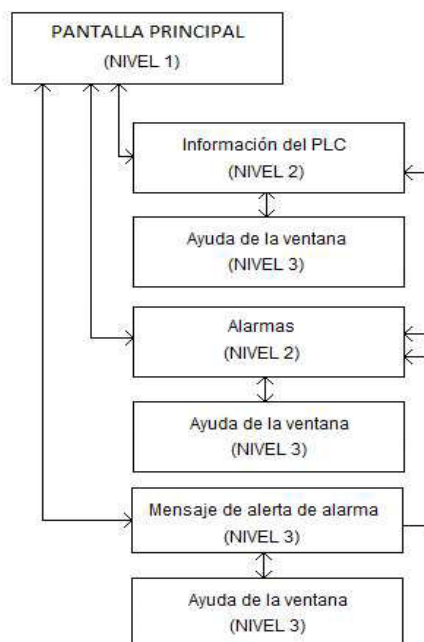 PANTALLA PRINCIPAL
(NIVEL 1)
Información del PLC
(NIVEL 2)
Ayuda de la ventana
(NIVEL 3)
Alarmas
(NIVEL 2)
Ayuda de la ventana
(NIVEL 3)
Mensaje de alerta de alarma
(NIVEL 3)
Ayuda de la ventana
(NIVEL 3)